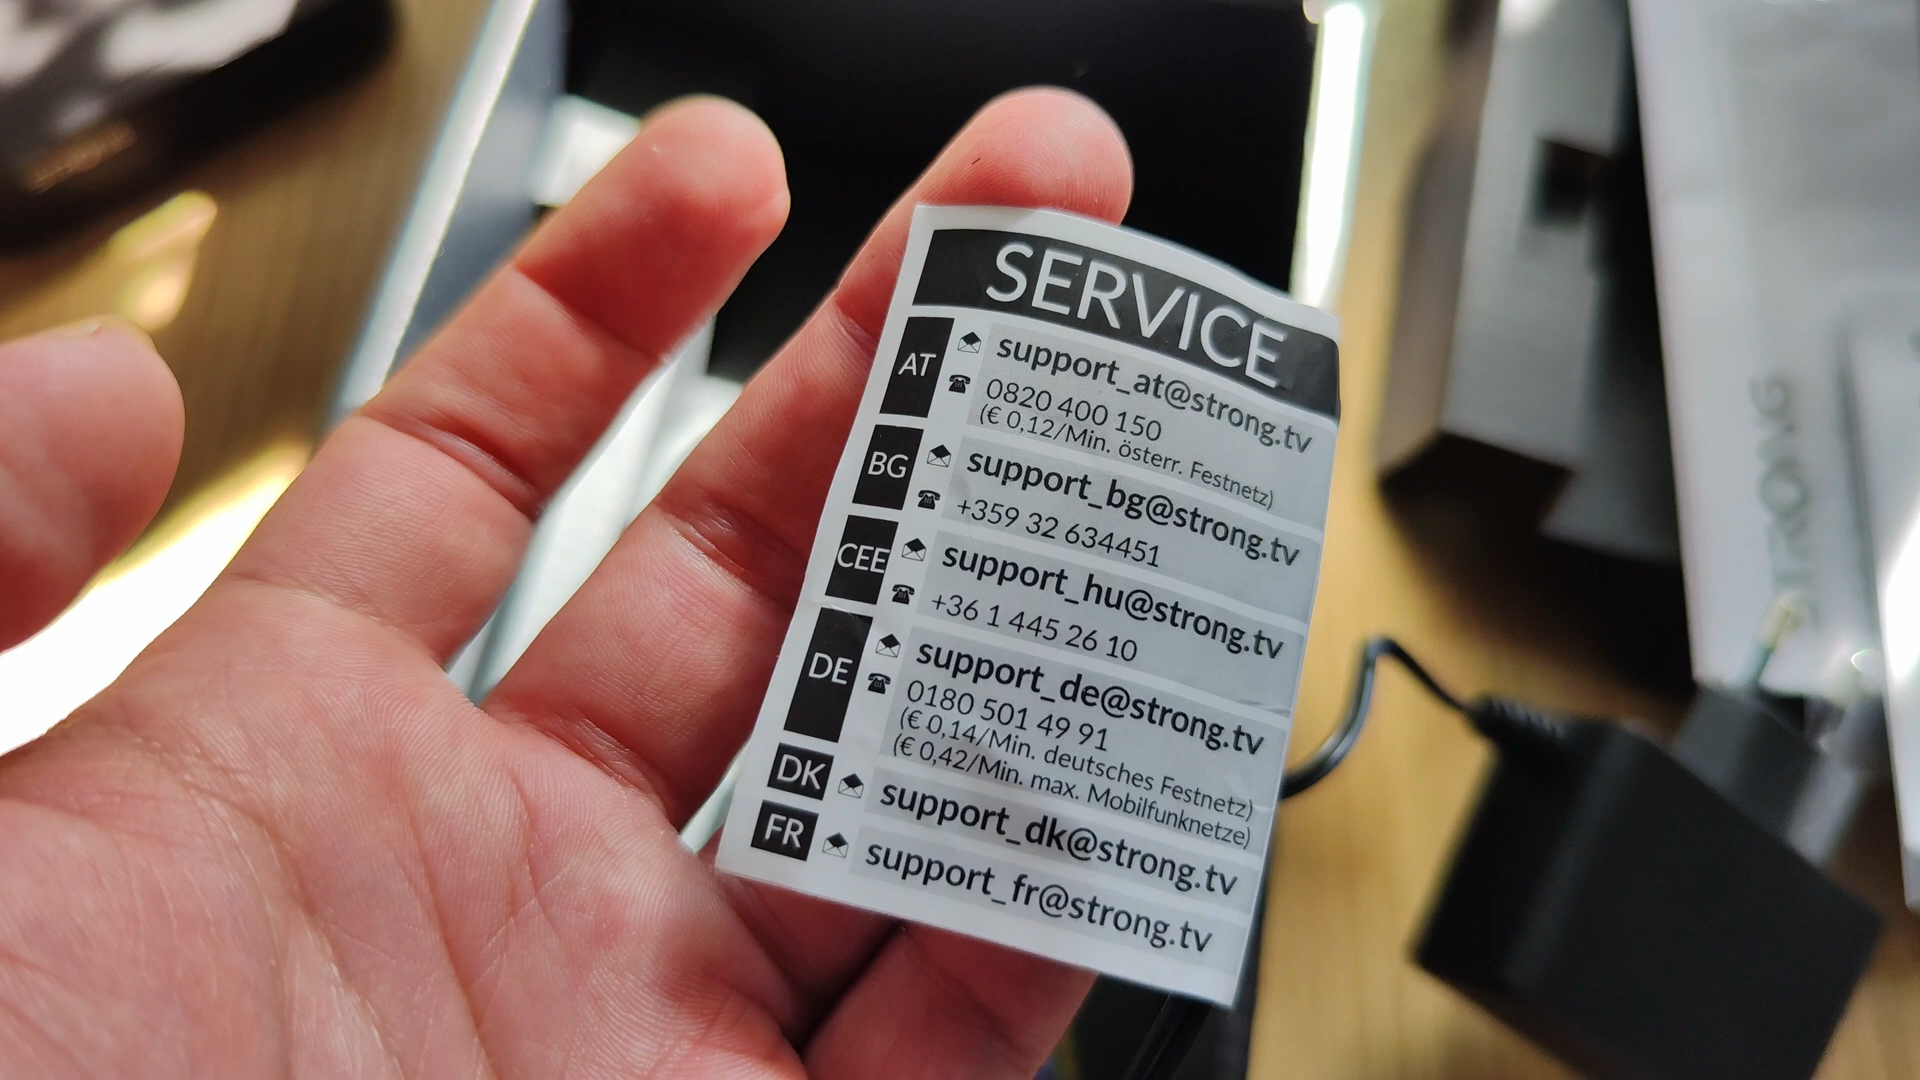 SERVICE
AT
support_at@strong.tv
0820 400 150
(€ 0,12/Min. österr. Festnetz)
BG
support_bg@strong.tv
+359 32 634451
CEE
support_hu@strong.tv
+36 1 445 26 10
DE
support_de@strong.tv
0180 501 49 91
(€ 0,14/Min. deutsches Festnetz)
(€ 0,42/Min. max. Mobilfunknetze)
DK
support_dk@strong.tv
FR
support_fr@strong.tv
STRONG